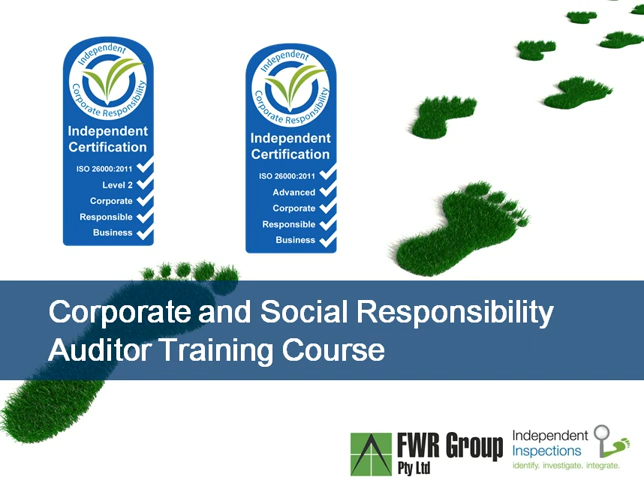 Independent
Corporate Responsibility
Independent
Certification
ISO 26000:2011
Level 2
Corporate
Responsible
Business
Independent
Corporate Responsibility
Independent
Certification
ISO 26000:2011
Advanced
Corporate
Responsible
Business
Corporate and Social Responsibility
Auditor Training Course
FWR Group
Pty Ltd
Independent
Inspections
identify. investigate. integrate.